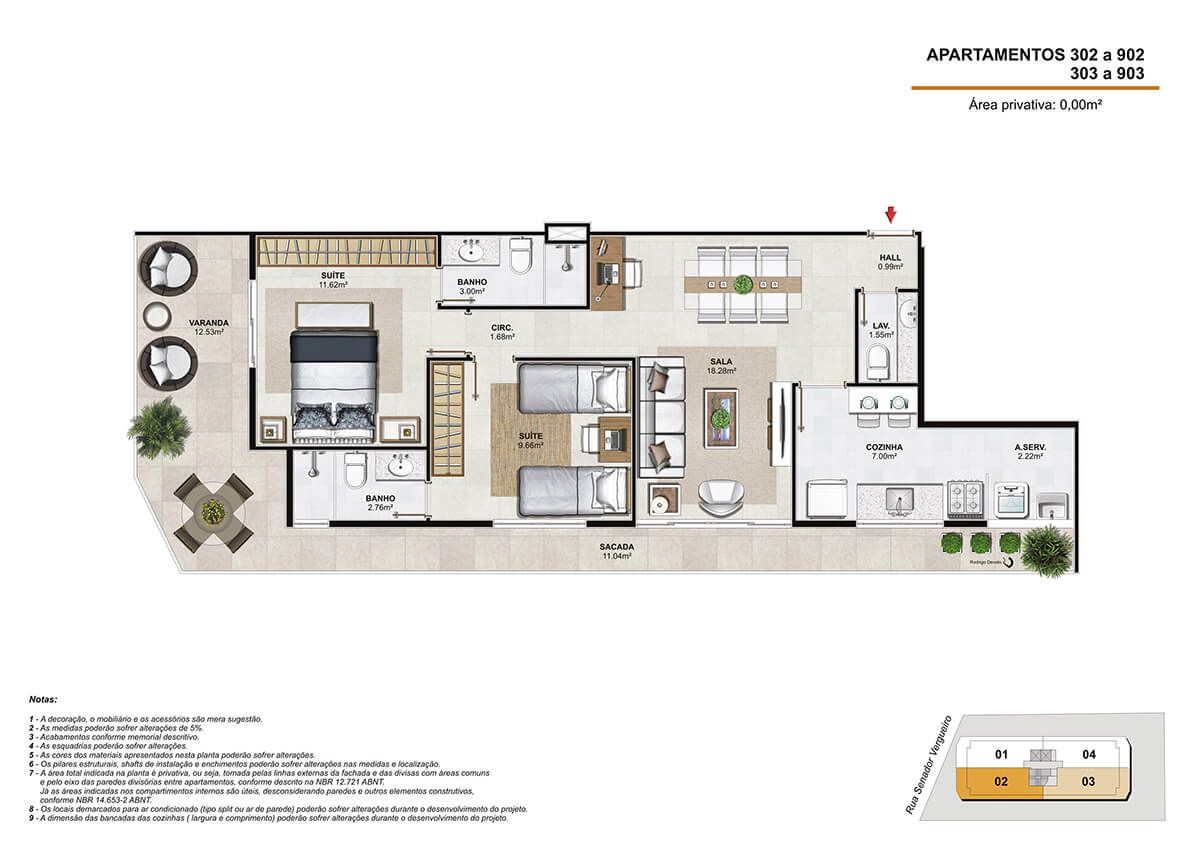 APARTAMENTOS 302 a 902
303 a 903
Área privativa: 0,00m²
HALL
0.99m²
SUÍTE
11.62m²
BANHO
3.00m²
VARANDA
12.53m²
CIRC.
1.68m²
LAV.
1.55m²
SALA
18.28m²
SUÍTE
9.66m²
COZINHA
7.00m²
A.SERV.
2.22m²
BANHO
2.76m²
SACADA
11.04m²
Notas:
1 - A decoração, o mobiliário e os acessórios são mera sugestão.
2 - As medidas poderão sofrer alterações de 5%.
3 - Acabamentos conforme memorial descritivo.
4 - As esquadrias poderão sofrer alterações.
5 - As cores dos materiais apresentados nesta planta poderão sofrer alterações.
6 - Os pilares estruturais, shafts de instalação e enchimentos poderão sofrer alterações nas medidas e localização.
7 - A área total indicada na planta é privativa, ou seja, tomada pelas linhas externas da fachada e das divisas com áreas comuns
e pelo eixo das paredes divisórias entre apartamentos, conforme descrito na NBR 12.721 ABNT.
Já as áreas indicadas nos compartimentos internos são úteis, desconsiderando paredes e outros elementos construtivos,
conforme NBR 14.653-2 ABNT.
8 - Os locais demarcados para ar condicionado (tipo split ou ar de parede) poderão sofrer alterações durante o desenvolvimento do projeto.
9 - A dimensão das bancadas das cozinhas ( largura e comprimento) poderão sofrer alterações durante o desenvolvimento do projeto.
Rua Senador Vergueiro
01
04
02
03